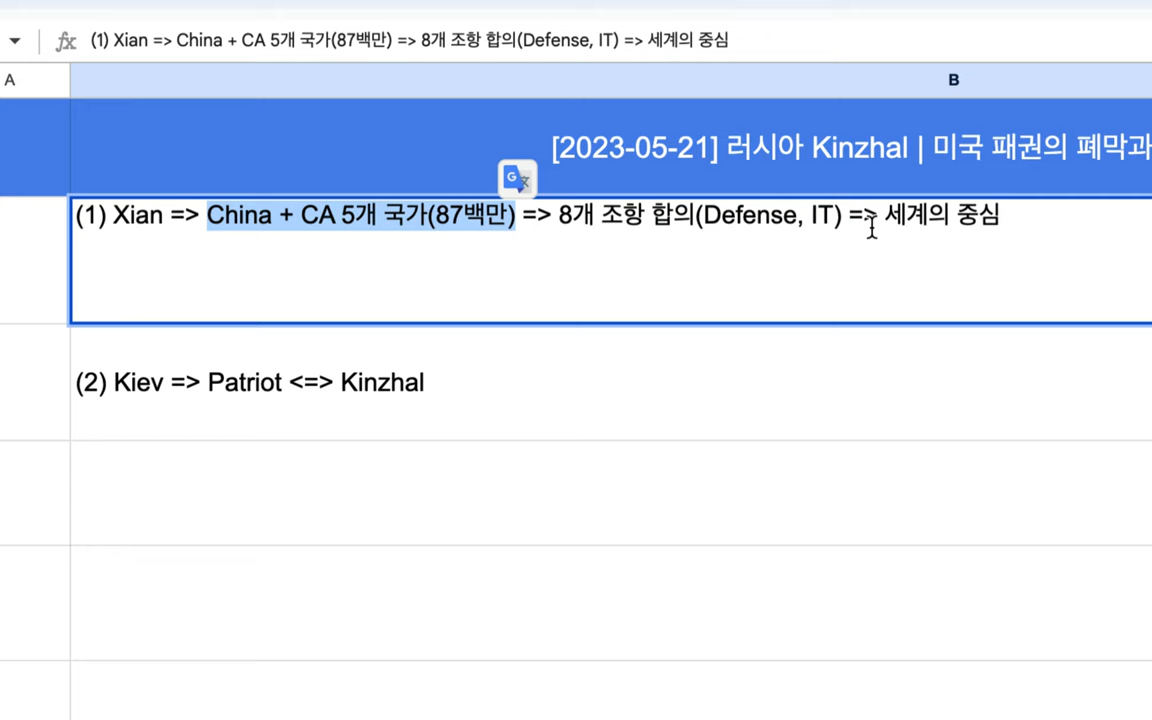 fx (1) Xian => China + CA 5개 국가(87백만) => 8개 조항 합의(Defense, IT) => 세계의 중심
A B
[2023-05-21] 러시아 Kinzhal | 미국 패권의 폐막과
(1) Xian => China + CA 5개 국가(87백만) => 8개 조항 합의(Defense, IT) => 세계의 중심
(2) Kiev => Patriot <=> Kinzhal